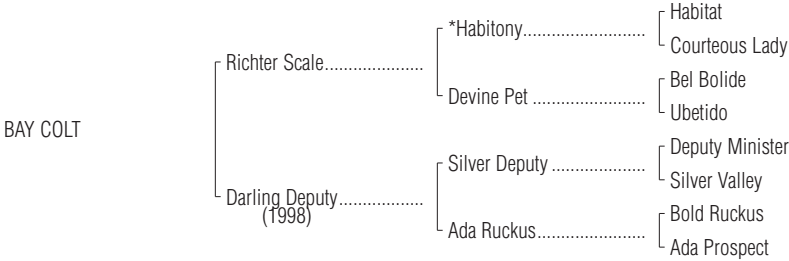 Habitat
*Habitony..............................
Courteous Lady
Richter Scale.....................
Bel Bolide
Devine Pet ...........................
Ubetido
BAY COLT
Deputy Minister
Silver Deputy ......................
Silver Valley
Darling Deputy.....................
(1998)
Bold Ruckus
Ada Ruckus.........................
Ada Prospect